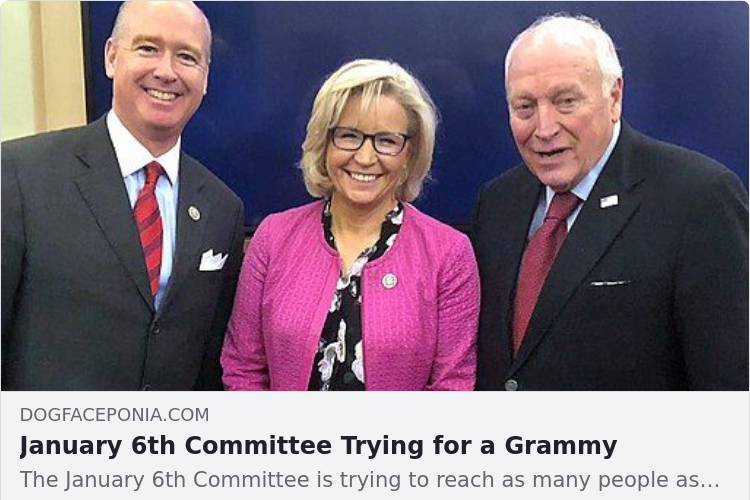 DOGFACEPONIA.COM
January 6th Committee Trying for a Grammy
The January 6th Committee is trying to reach as many people as...